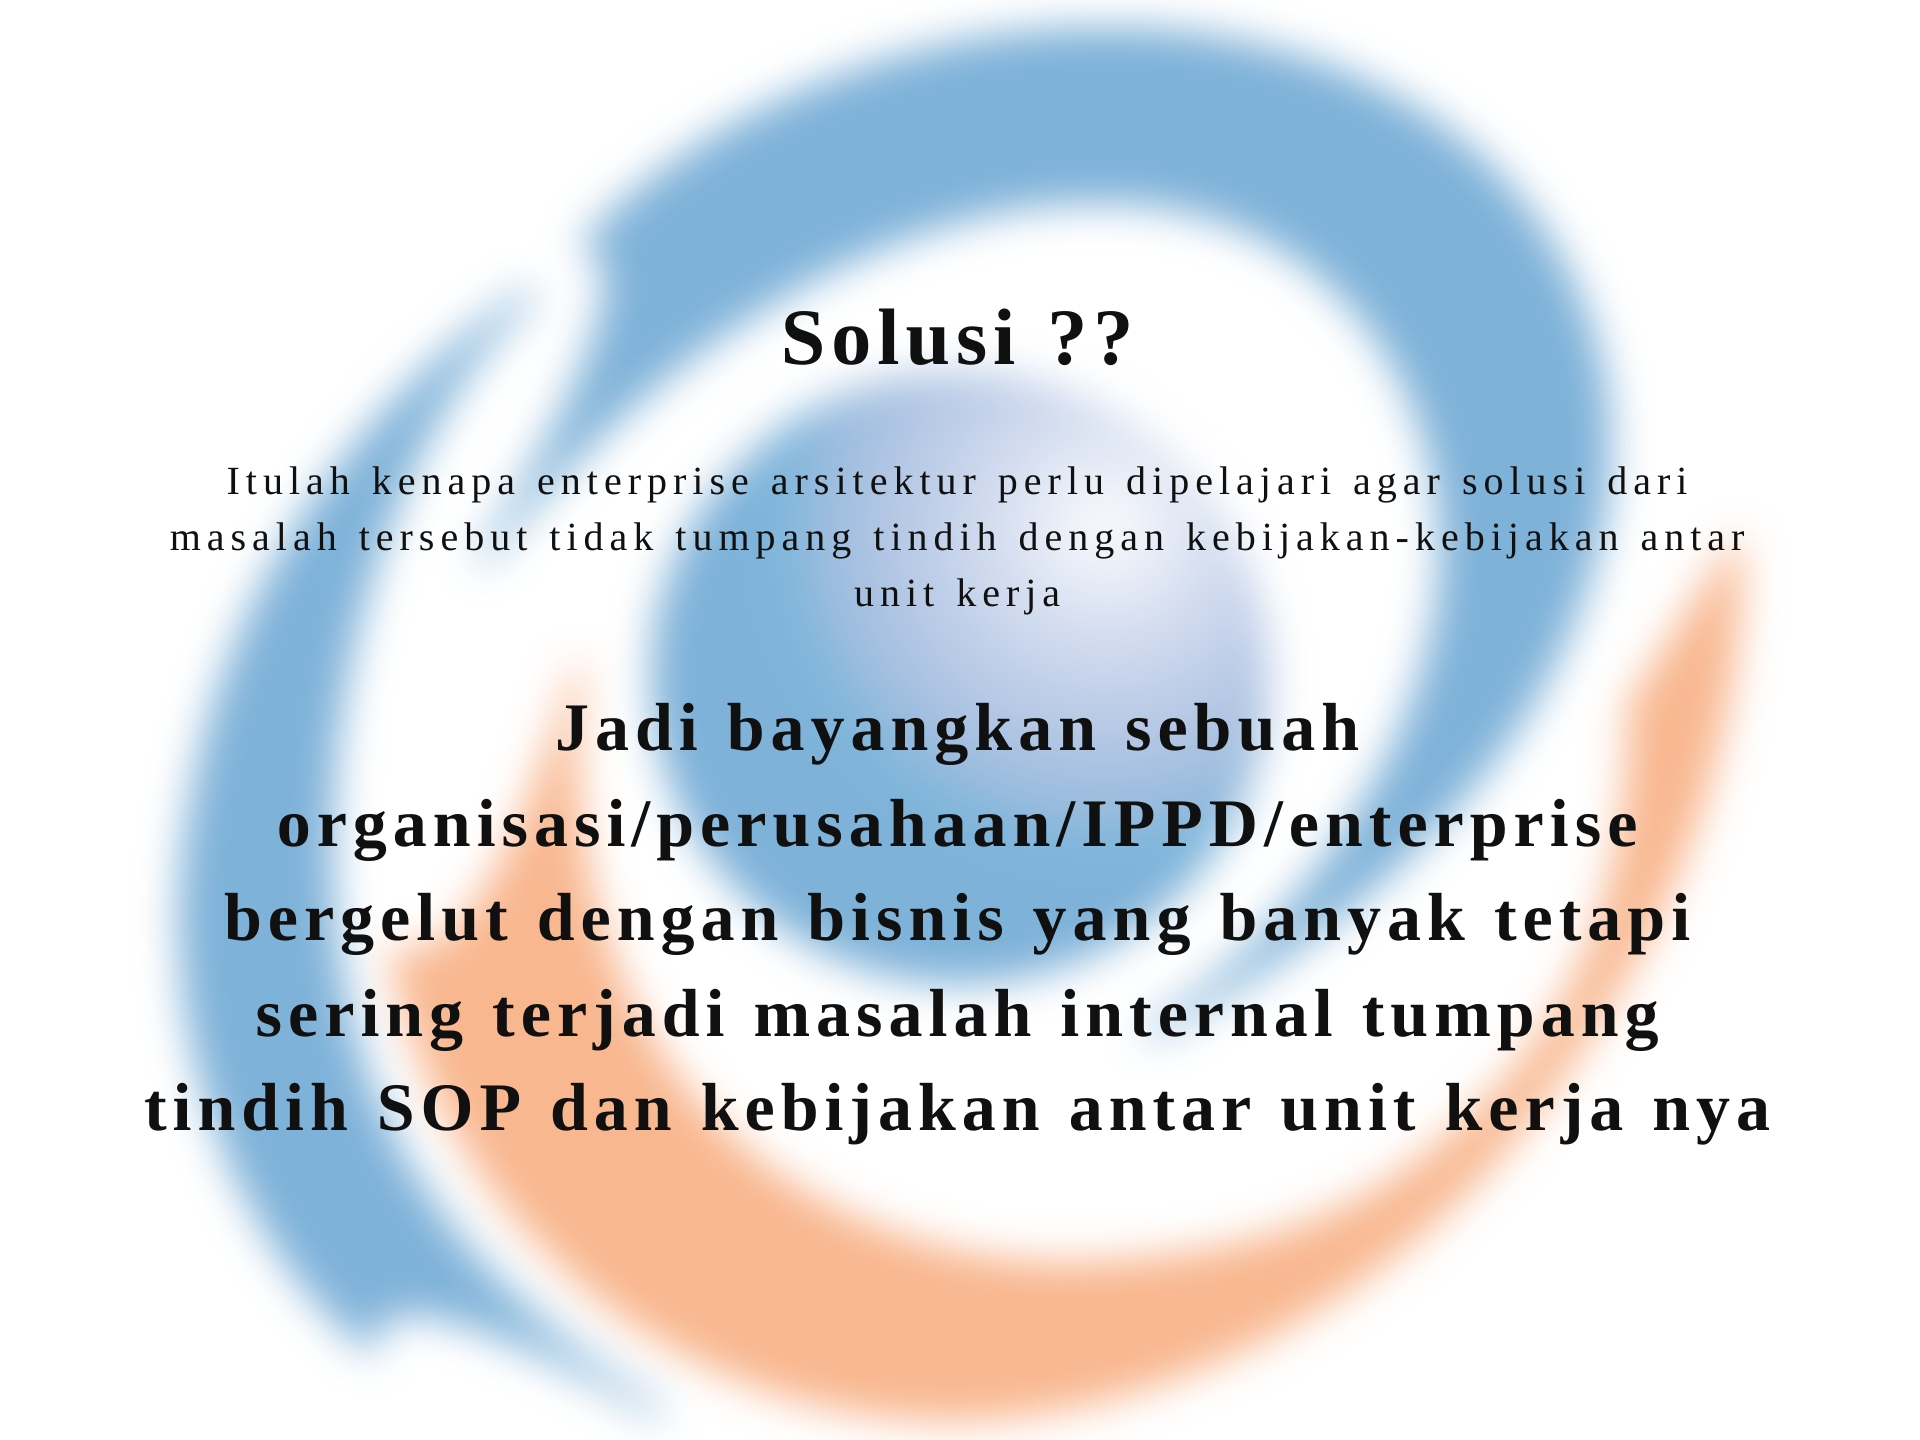 Solusi ??
Itulah kenapa enterprise arsitektur perlu dipelajari agar solusi dari
masalah tersebut tidak tumpang tindih dengan kebijakan-kebijakan antar
unit kerja
Jadi bayangkan sebuah
organisasi/perusahaan/IPPD/enterprise
bergelut dengan bisnis yang banyak tetapi
sering terjadi masalah internal tumpang
tindih SOP dan kebijakan antar unit kerja nya